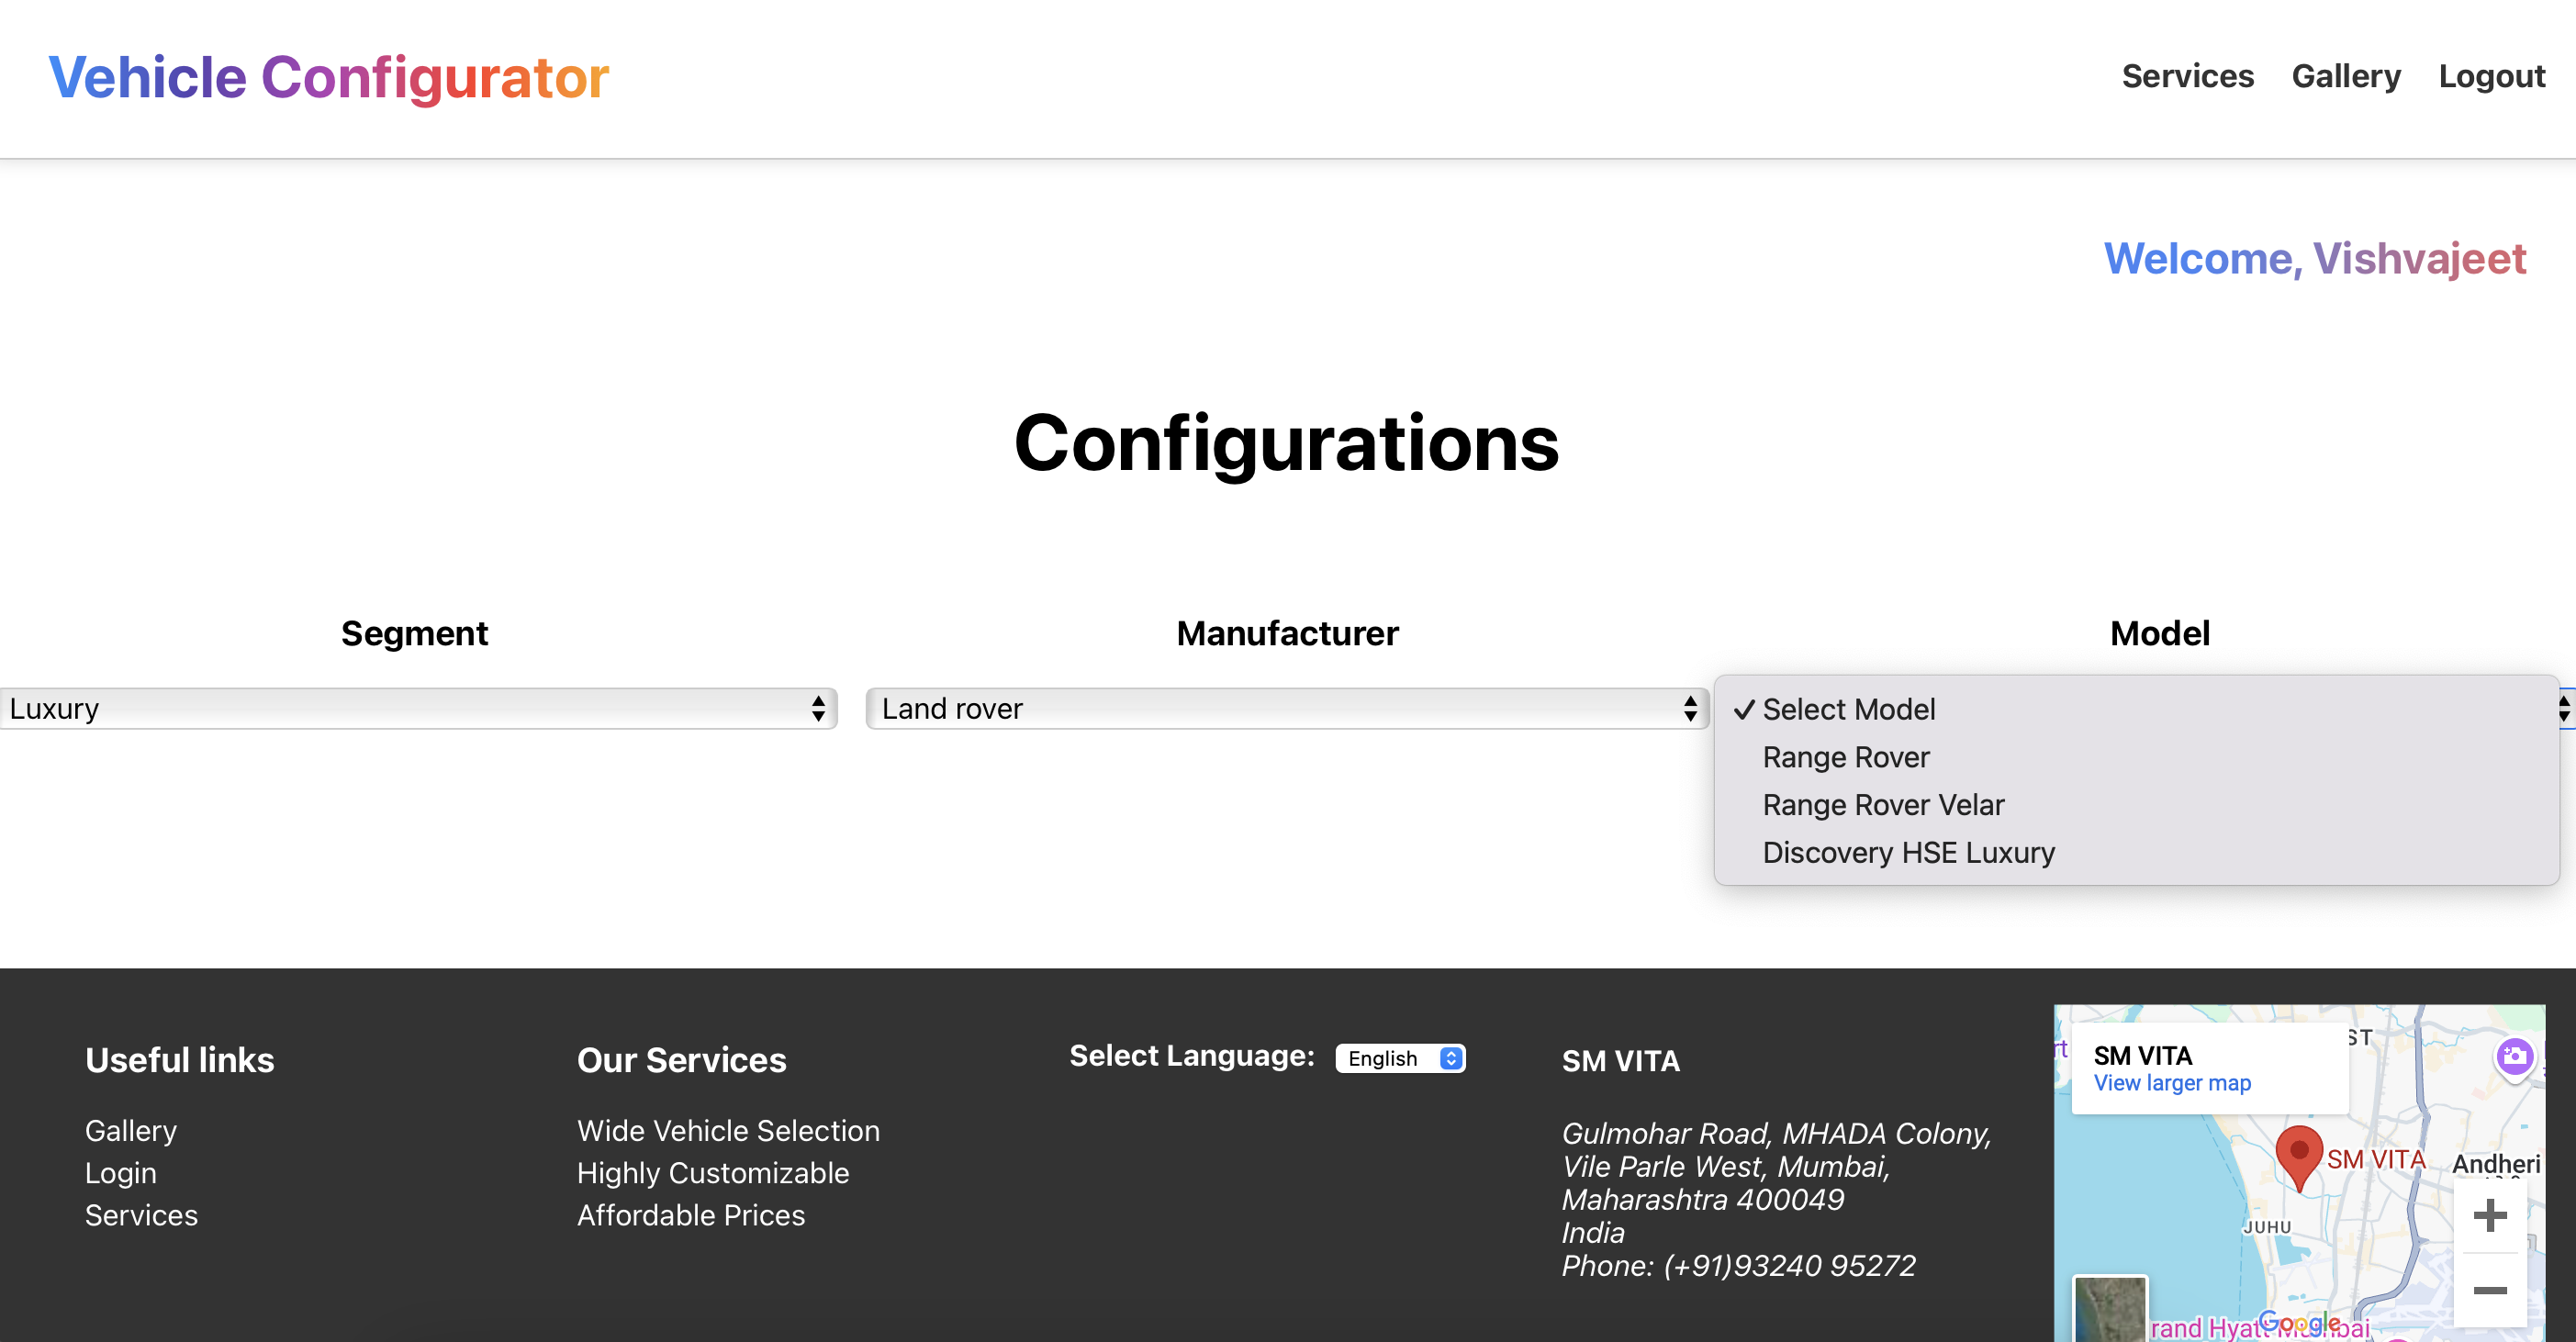 Vehicle Configurator
Services Gallery Logout
Welcome, Vishvajeet
Configurations
Segment
Manufacturer
Model
Luxury
Land rover
✓ Select Model
Range Rover
Range Rover Velar
Discovery HSE Luxury
Useful links
Gallery
Login
Services
Our Services
Wide Vehicle Selection
Highly Customizable
Affordable Prices
Select Language: English
SM VITA
Gulmohar Road, MHADA Colony,
Vile Parle West, Mumbai,
Maharashtra 400049
India
Phone: (+91)93240 95272
SM VITA
View larger map
SM VITA
Andheri
JUHU
Google